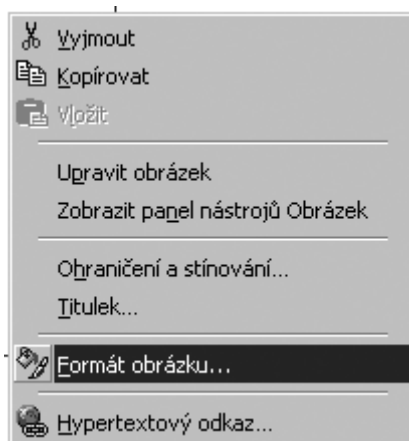 Vyjmout
Kopírovat
Vložit
Upravit obrázek
Zobrazit panel nástrojů Obrázek
Ohraničení a stínování...
Titulek...
Formát obrázku...
Hypertextový odkaz...